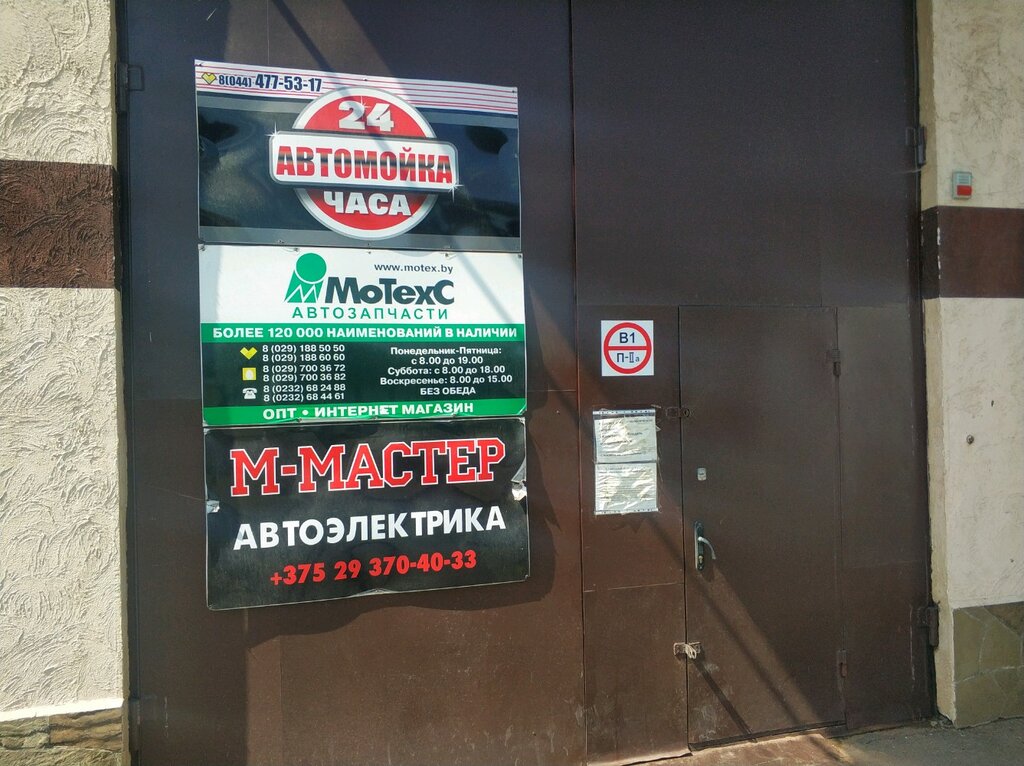 8(044) 477-53-17
24
АВТОМОЙКА
ЧАСА
www.motex.by
МоТехС
АВТОЗАПЧАСТИ
БОЛЕЕ 120 000 НАИМЕНОВАНИЙ В НАЛИЧИИ
8 (029) 188 50 50
8 (029) 188 60 60
8 (029) 700 36 72
8 (029) 700 36 82
8 (0232) 68 24 88
8 (0232) 68 44 61
Понедельник-Пятница:
с 8.00 до 19.00
Суббота: с 8.00 до 18.00
Воскресенье: 8.00 до 15.00
БЕЗ ОБЕДА
ОПТ • ИНТЕРНЕТ МАГАЗИН
М-МАСТЕР
АВТОЭЛЕКТРИКА
+375 29 370-40-33
В1
П-IIа